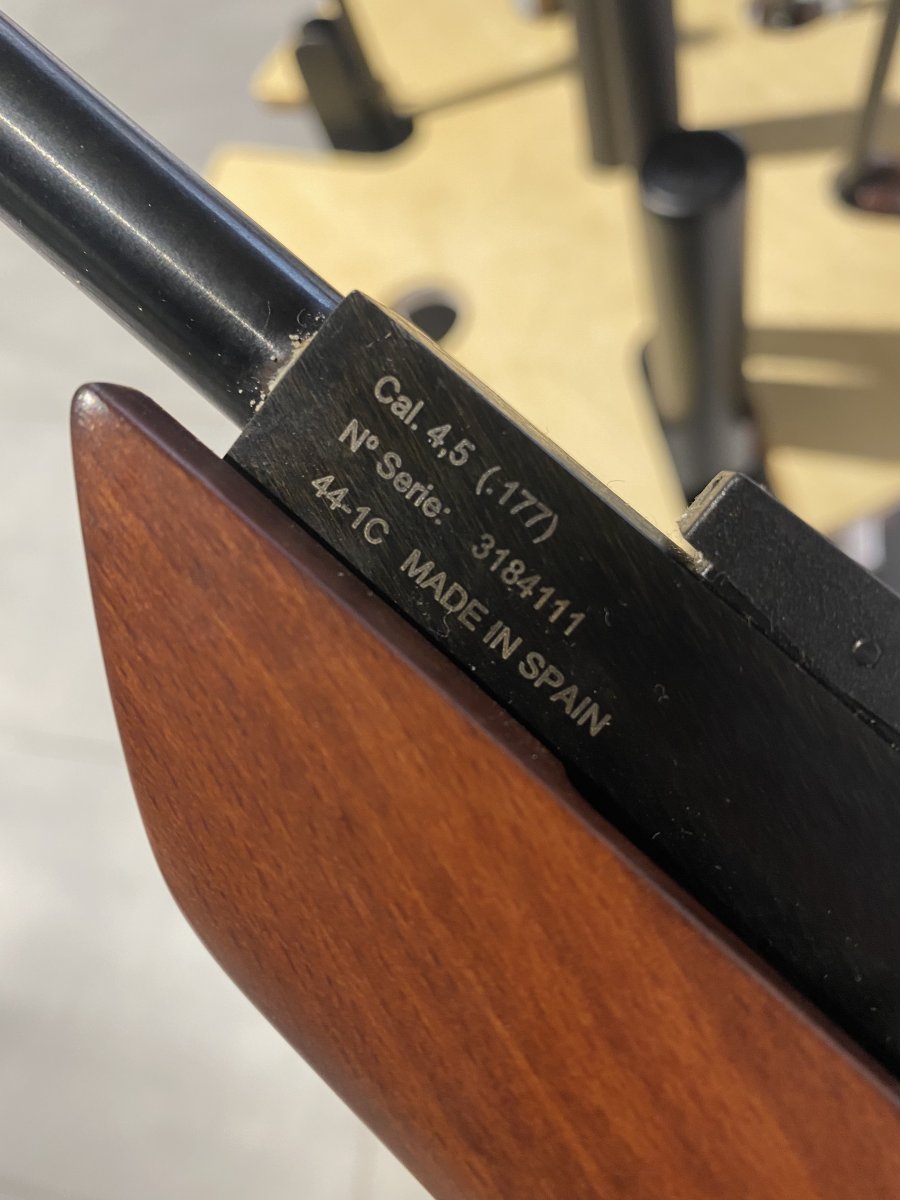 Cal. 4,5 (.177)
Nº Serie: 3184111
44-1C MADE IN SPAIN